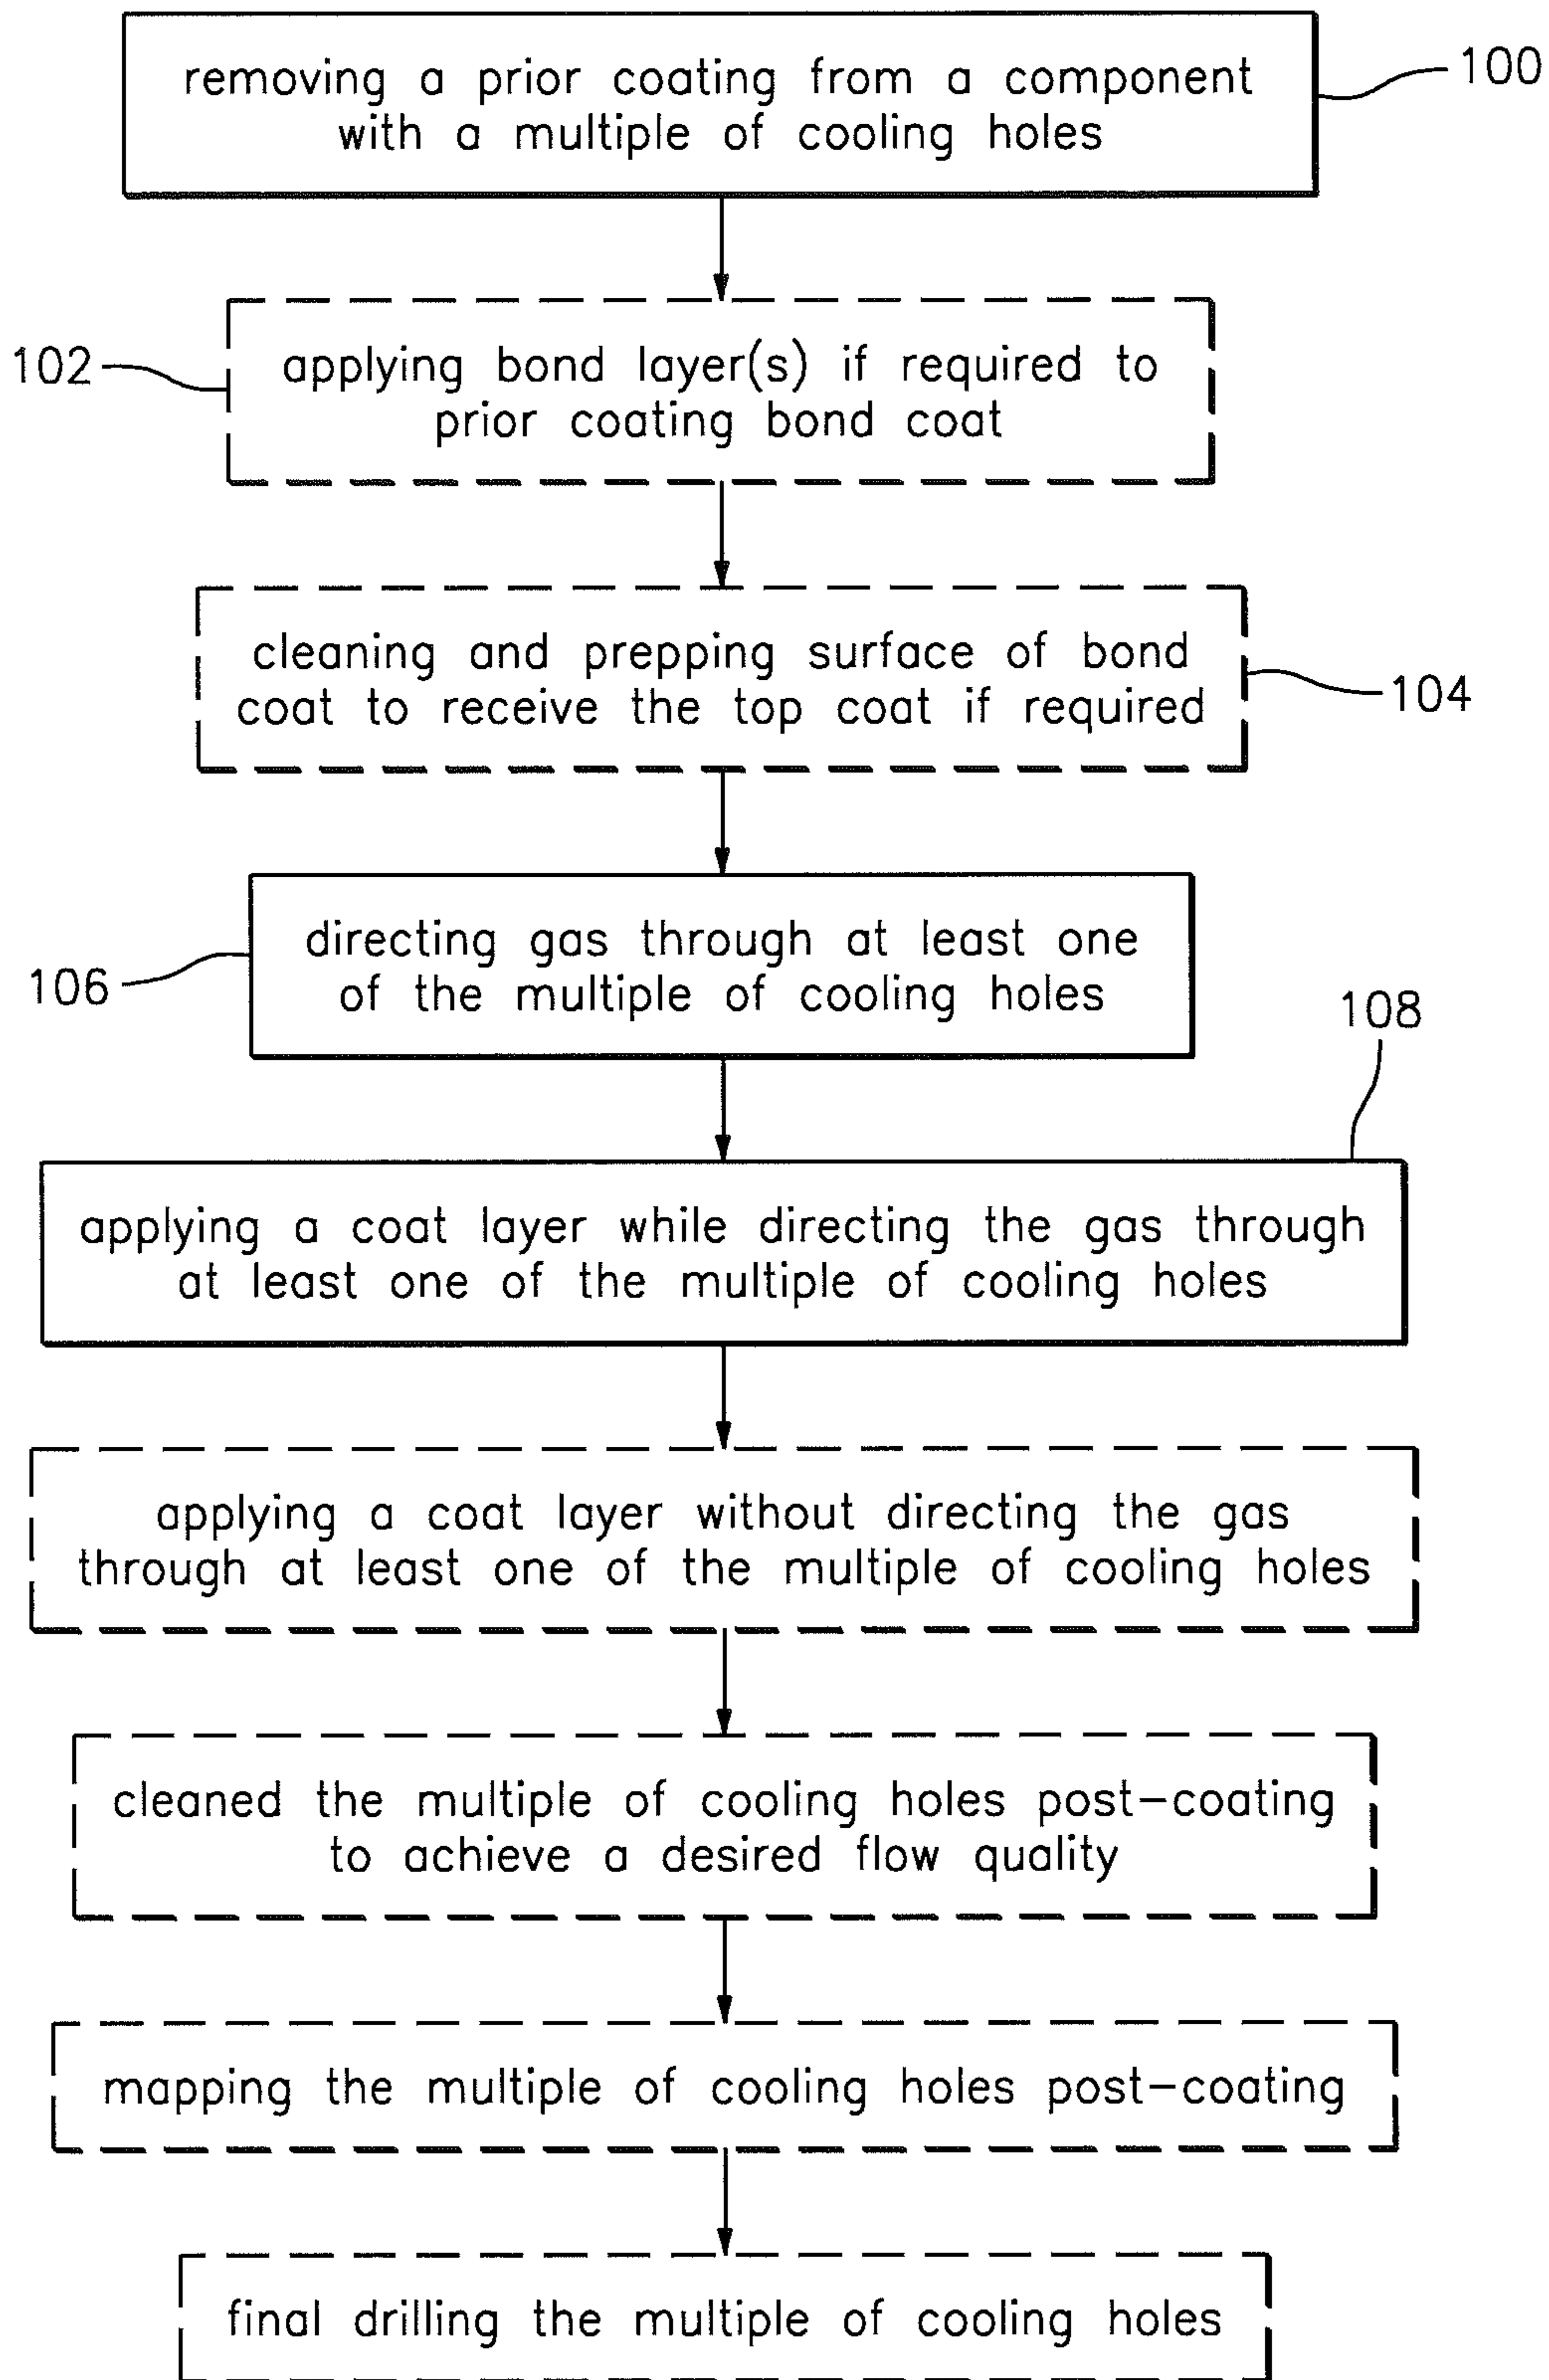 removing a prior coating from a component
with a multiple of cooling holes
100
applying bond layer(s) if required to
prior coating bond coat
102
cleaning and prepping surface of bond
coat to receive the top coat if required
104
directing gas through at least one
of the multiple of cooling holes
106
108
applying a coat layer while directing the gas through
at least one of the multiple of cooling holes
applying a coat layer without directing the gas
through at least one of the multiple of cooling holes
cleaned the multiple of cooling holes post-coating
to achieve a desired flow quality
mapping the multiple of cooling holes post-coating
final drilling the multiple of cooling holes